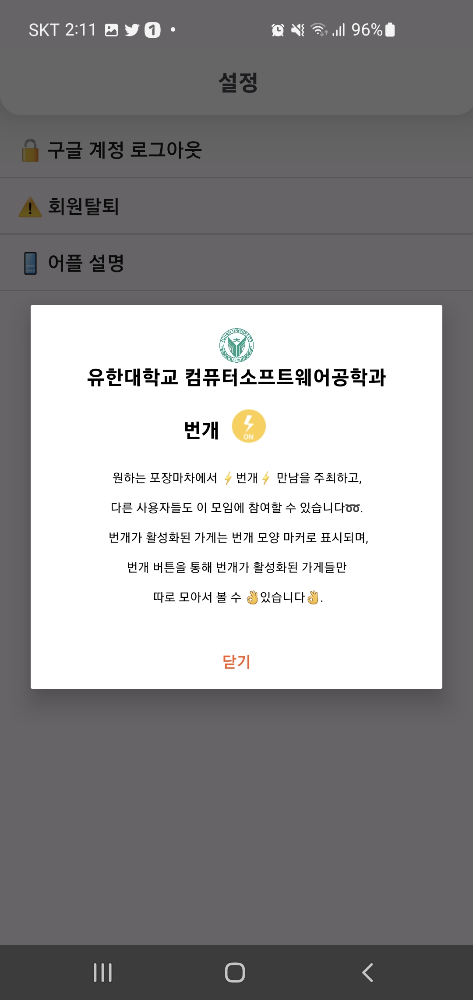 SKT 2:11 1 96%
설정
🔓 구글 계정 로그아웃
⚠️ 회원탈퇴
📱 어플 설명
YUHAN UNIVERSITY
유한대학교 컴퓨터소프트웨어공학과
번개 ON
원하는 포장마차에서 ⚡번개⚡ 만남을 주최하고,
다른 사용자들도 이 모임에 참여할 수 있습니다➿.
번개가 활성화된 가게는 번개 모양 마커로 표시되며,
번개 버튼을 통해 번개가 활성화된 가게들만
따로 모아서 볼 수 👌있습니다👌.
닫기